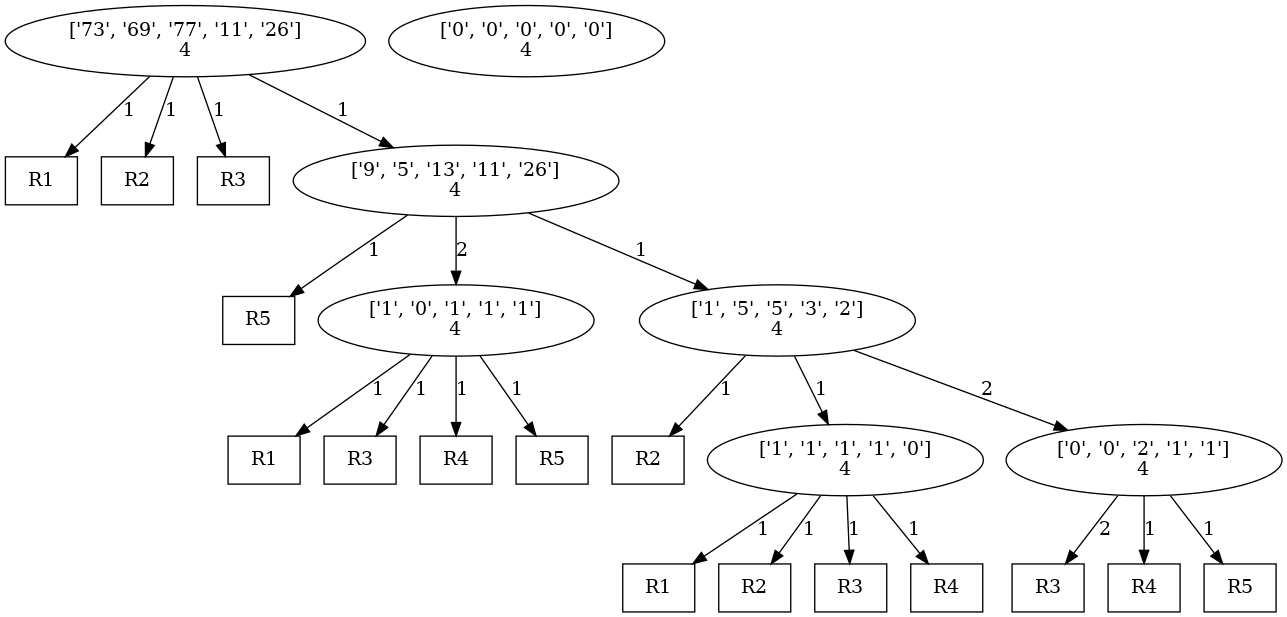 ['73', '69', '77', '11', '26']
4
['0', '0', '0', '0', '0']
4
1
1
1
1
R1
R2
R3
['9', '5', '13', '11', '26']
4
1
2
1
R5
['1', '0', '1', '1', '1']
4
['1', '5', '5', '3', '2']
4
1
1
1
1
1
1
2
R1
R3
R4
R5
R2
['1', '1', '1', '1', '0']
4
['0', '0', '2', '1', '1']
4
1
1
1
1
2
1
1
R1
R2
R3
R4
R3
R4
R5